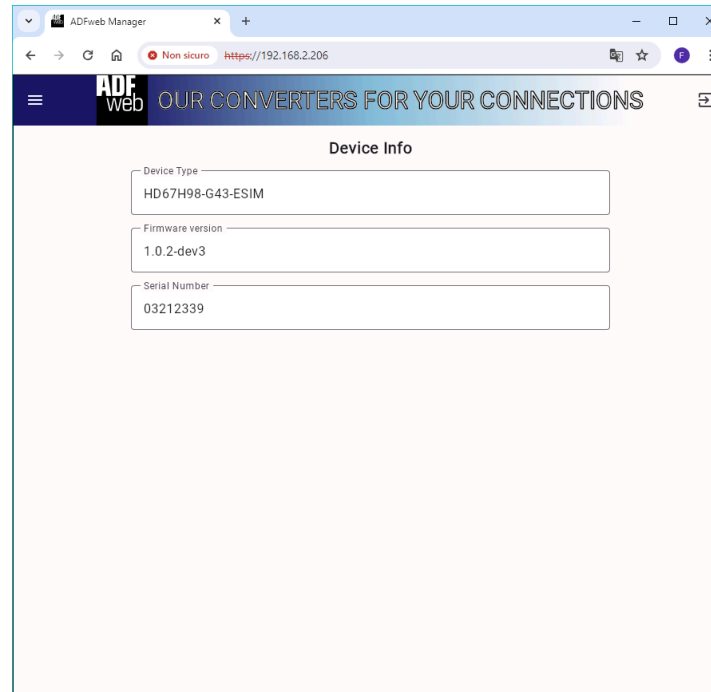 ADFweb Manager
Non sicuro https://192.168.2.206
F
ADF
web
OUR CONVERTERS FOR YOUR CONNECTIONS
Device Info
Device Type
HD67H98-G43-ESIM
Firmware version
1.0.2-dev3
Serial Number
03212339